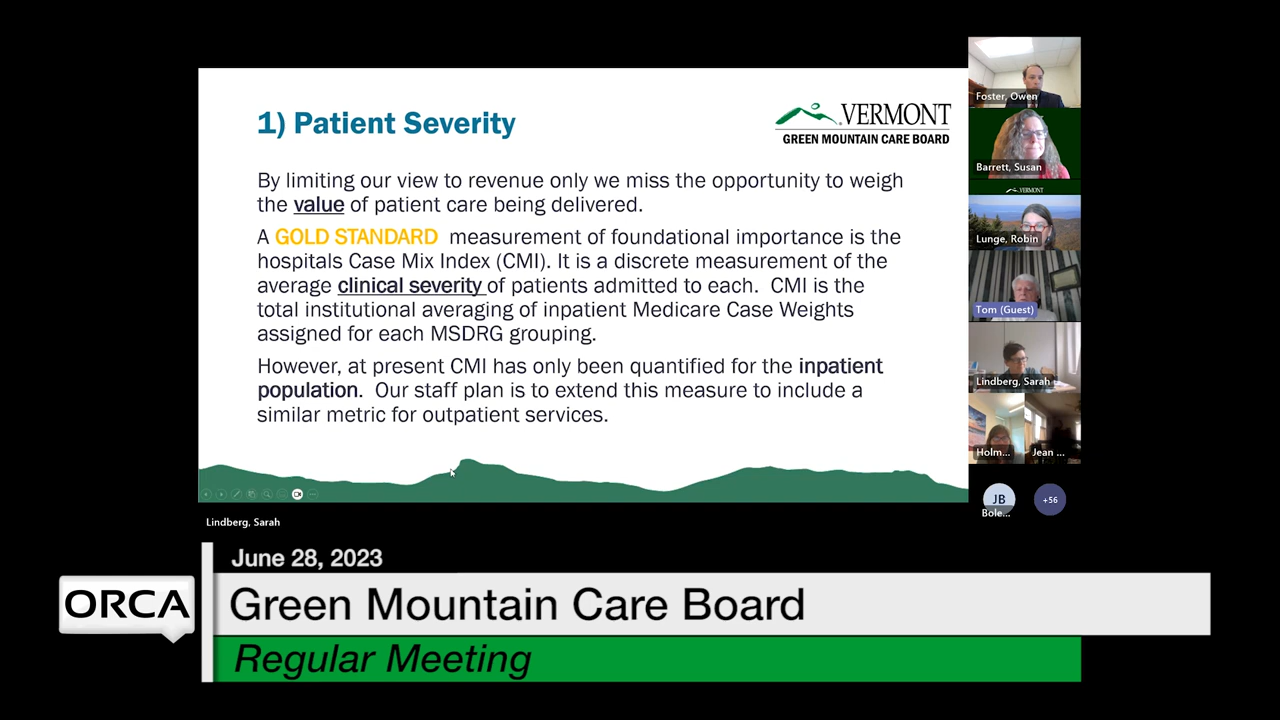 1) Patient Severity
VERMONT
GREEN MOUNTAIN CARE BOARD
By limiting our view to revenue only we miss the opportunity to weigh
the value of patient care being delivered.
A GOLD STANDARD measurement of foundational importance is the
hospitals Case Mix Index (CMI). It is a discrete measurement of the
average clinical severity of patients admitted to each. CMI is the
total institutional averaging of inpatient Medicare Case Weights
assigned for each MSDRG grouping.
However, at present CMI has only been quantified for the inpatient
population. Our staff plan is to extend this measure to include a
similar metric for outpatient services.
Foster, Owen
Barrett, Susan
VERMONT
Lunge, Robin
Tom (Guest)
Lindberg, Sarah
Holm... Jean ...
JB +56
Bole...
Lindberg, Sarah
June 28, 2023
ORCA
Green Mountain Care Board
Regular Meeting